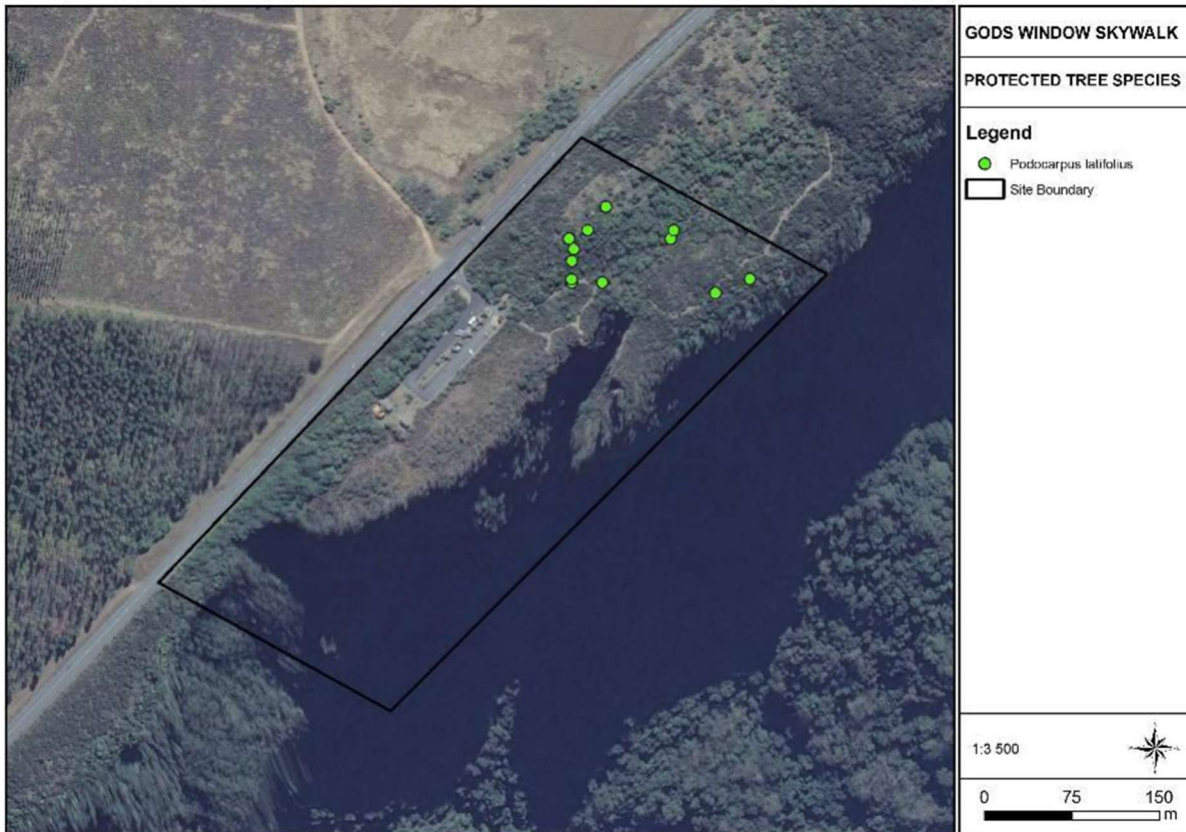 GODS WINDOW SKYWALK
PROTECTED TREE SPECIES
Legend
Podocarpus latifolius
Site Boundary
1:3 500
0 75 150
m